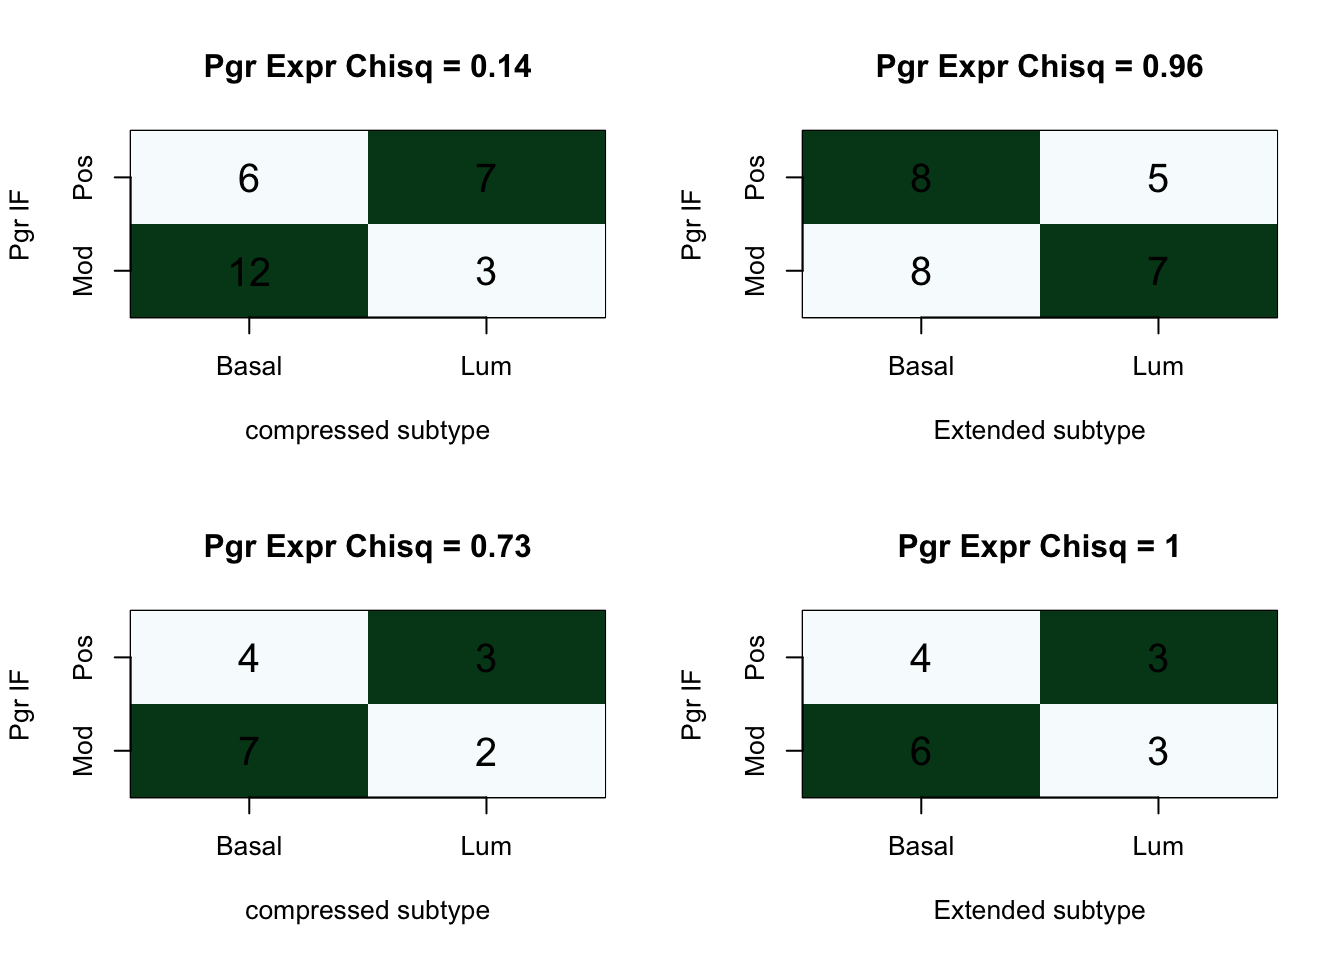 Pgr Expr Chisq = 0.14
Pgr IF
Pos
Mod
6
7
12
3
Basal
Lum
compressed subtype
Pgr Expr Chisq = 0.96
Pgr IF
Pos
Mod
8
5
8
7
Basal
Lum
Extended subtype
Pgr Expr Chisq = 0.73
Pgr IF
Pos
Mod
4
3
7
2
Basal
Lum
compressed subtype
Pgr Expr Chisq = 1
Pgr IF
Pos
Mod
4
3
6
3
Basal
Lum
Extended subtype